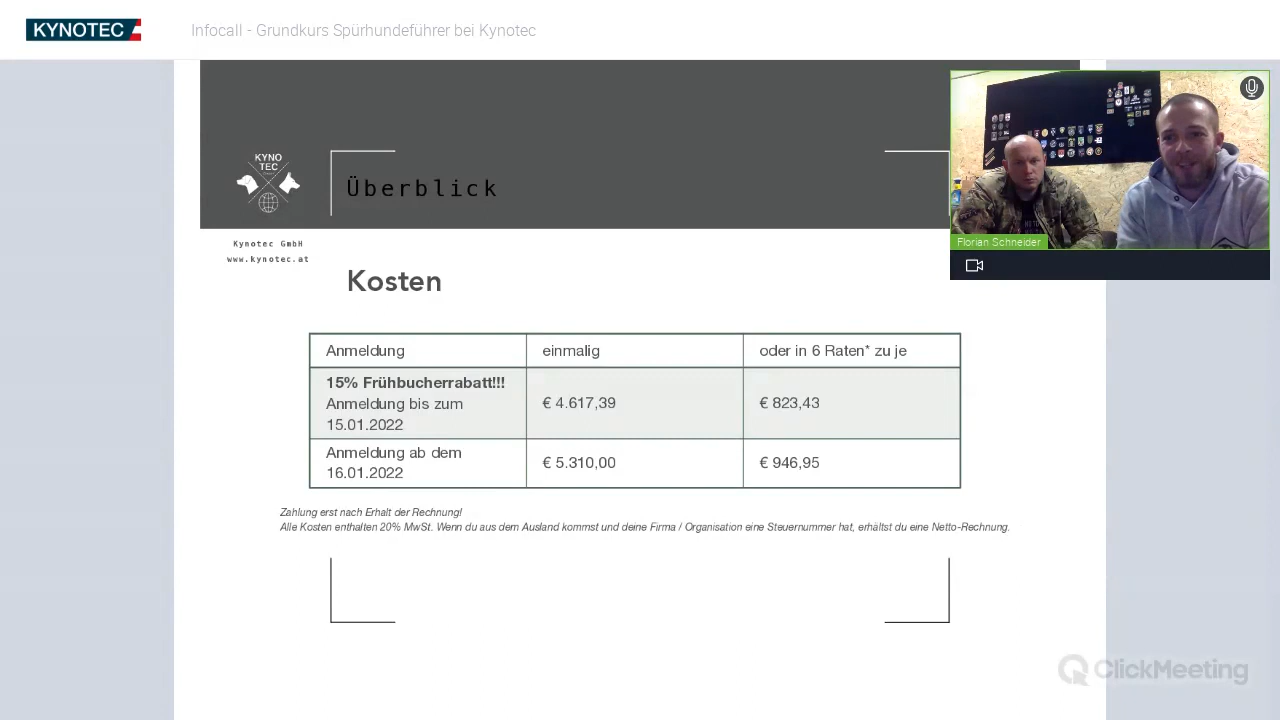 KYNOTEC
Infocall - Grundkurs Spürhundeführer bei Kynotec
KYNO
TEC
Überblick
Florian Schneider
Kynotec GmbH
www.kynotec.at
Kosten
Anmeldung
einmalig
oder in 6 Raten* zu je
15% Frühbucherrabatt!!!
Anmeldung bis zum
15.01.2022
€ 4.617,39
€ 823,43
Anmeldung ab dem
16.01.2022
€ 5.310,00
€ 946,95
Zahlung erst nach Erhalt der Rechnung!
Alle Kosten enthalten 20% MwSt. Wenn du aus dem Ausland kommst und deine Firma / Organisation eine Steuernummer hat, erhältst du eine Netto-Rechnung.
ClickMeeting